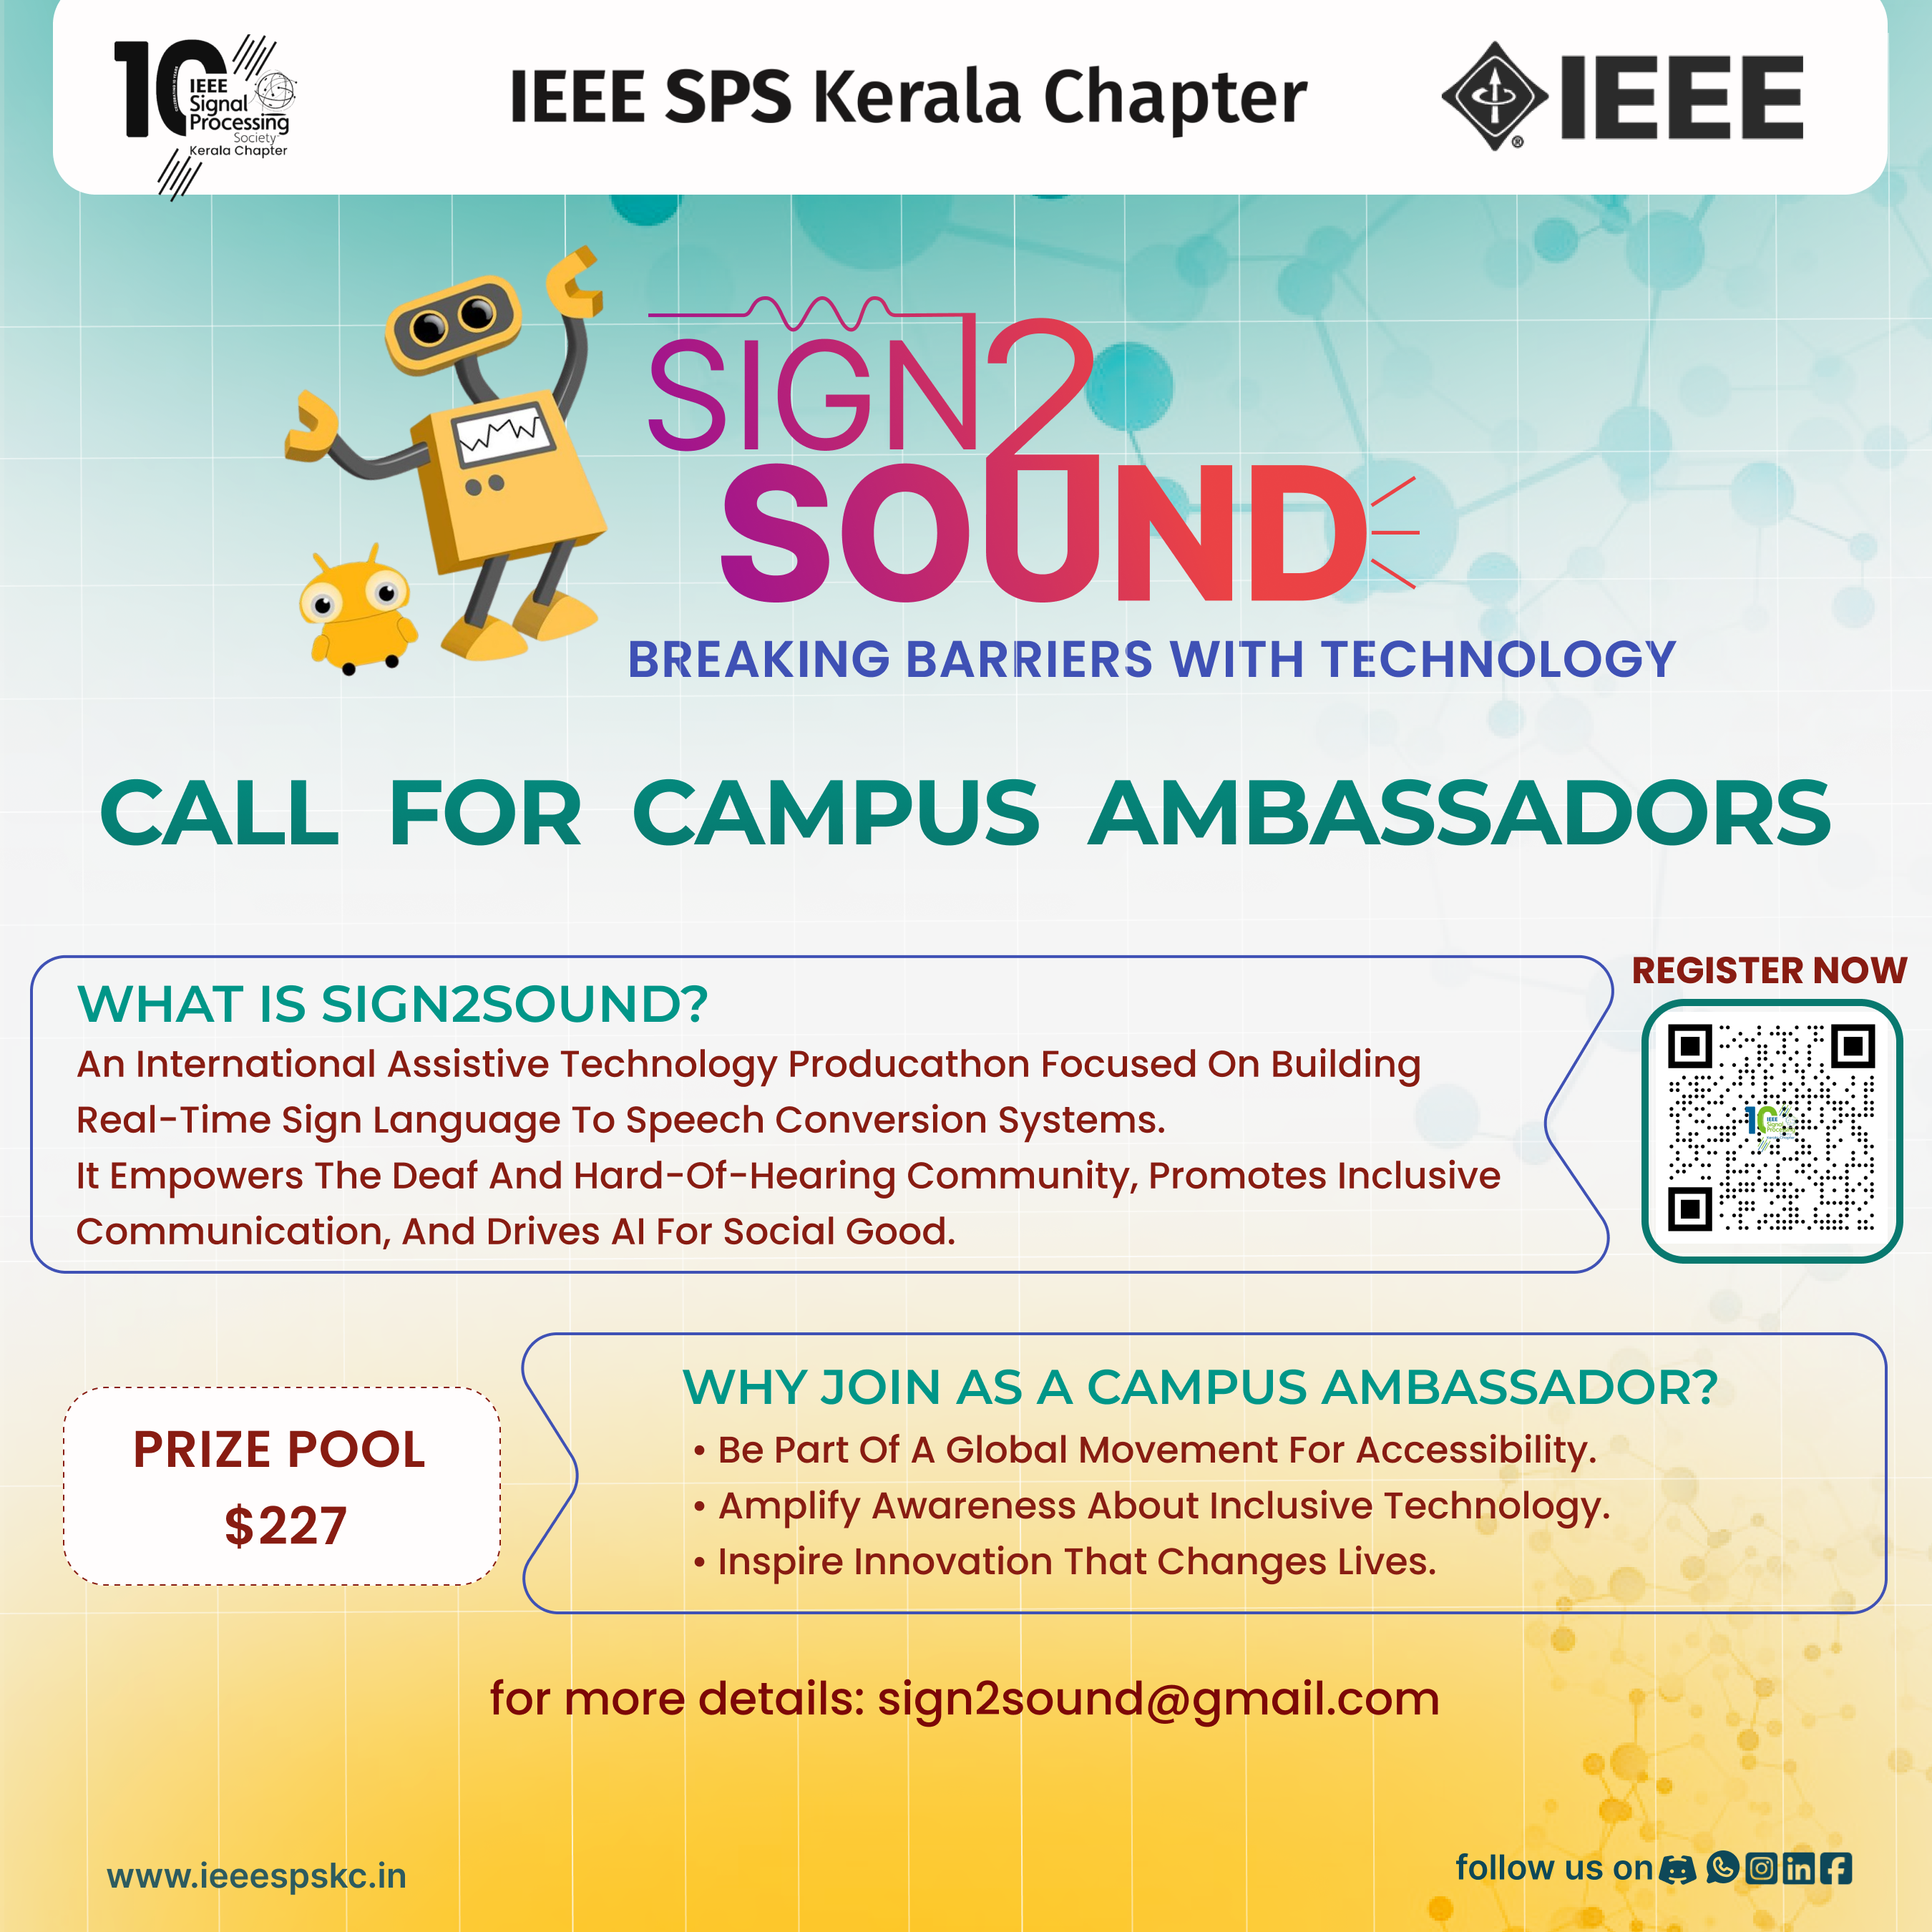 10
IEEE
Signal
Processing
Society
Kerala Chapter
IEEE SPS Kerala Chapter
IEEE
®
SIGN2
SOUND
BREAKING BARRIERS WITH TECHNOLOGY
CALL FOR CAMPUS AMBASSADORS
WHAT IS SIGN2SOUND?
An International Assistive Technology Producathon Focused On Building
Real-Time Sign Language To Speech Conversion Systems.
It Empowers The Deaf And Hard-Of-Hearing Community, Promotes Inclusive
Communication, And Drives AI For Social Good.
REGISTER NOW
10
IEEE
Signal
Processing
PRIZE POOL
$227
WHY JOIN AS A CAMPUS AMBASSADOR?
• Be Part Of A Global Movement For Accessibility.
• Amplify Awareness About Inclusive Technology.
• Inspire Innovation That Changes Lives.
for more details: sign2sound@gmail.com
www.ieeespskc.in
follow us on